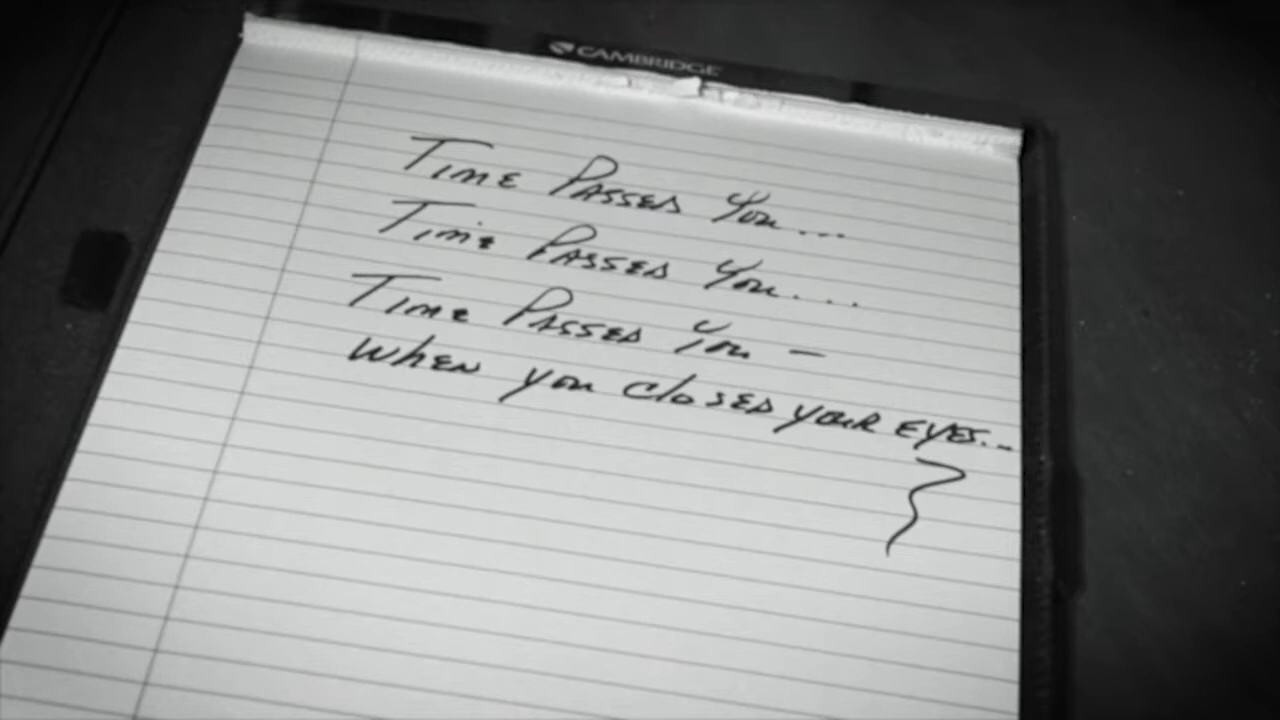 CAMBRIDGE
TIME PASSED YOU...
TIME PASSED YOU....
TIME PASSED YOU –
WHEN YOU CLOSED YOUR EYES...